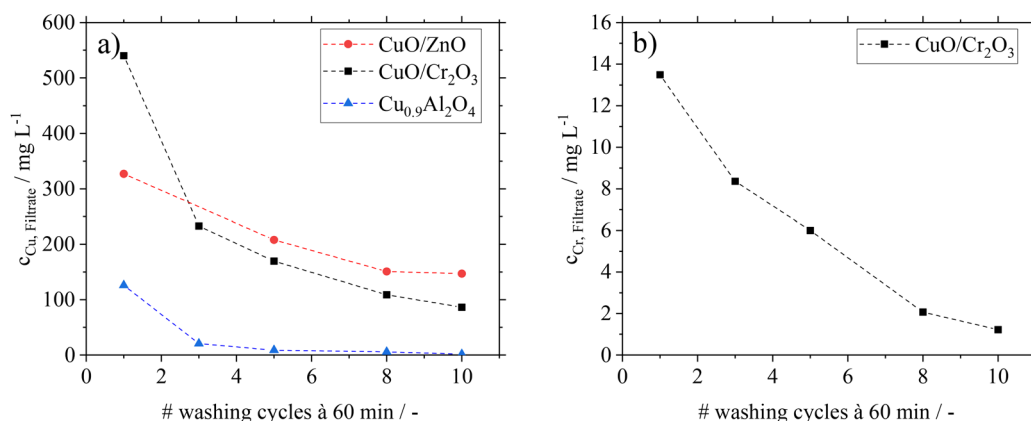 a)
CuO/ZnO
CuO/Cr₂O₃
Cu₀.₉Al₂O₄
600
500
400
300
200
100
0
c_Cu, Filtrate / mg L⁻¹
0 2 4 6 8 10
# washing cycles à 60 min / -
b)
CuO/Cr₂O₃
16
14
12
10
8
6
4
2
0
c_Cr, Filtrate / mg L⁻¹
0 2 4 6 8 10
# washing cycles à 60 min / -